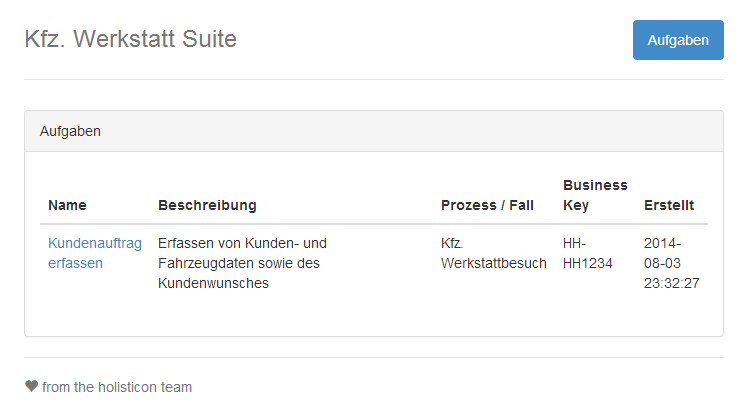 Kfz. Werkstatt Suite
Aufgaben
Aufgaben
Name Beschreibung Prozess / Fall Business Key Erstellt
Kundenauftrag erfassen
Erfassen von Kunden- und
Fahrzeugdaten sowie des
Kundenwunsches
Kfz.
Werkstattbesuch
HH-
HH1234
2014-
08-03
23:32:27
from the holisticon team